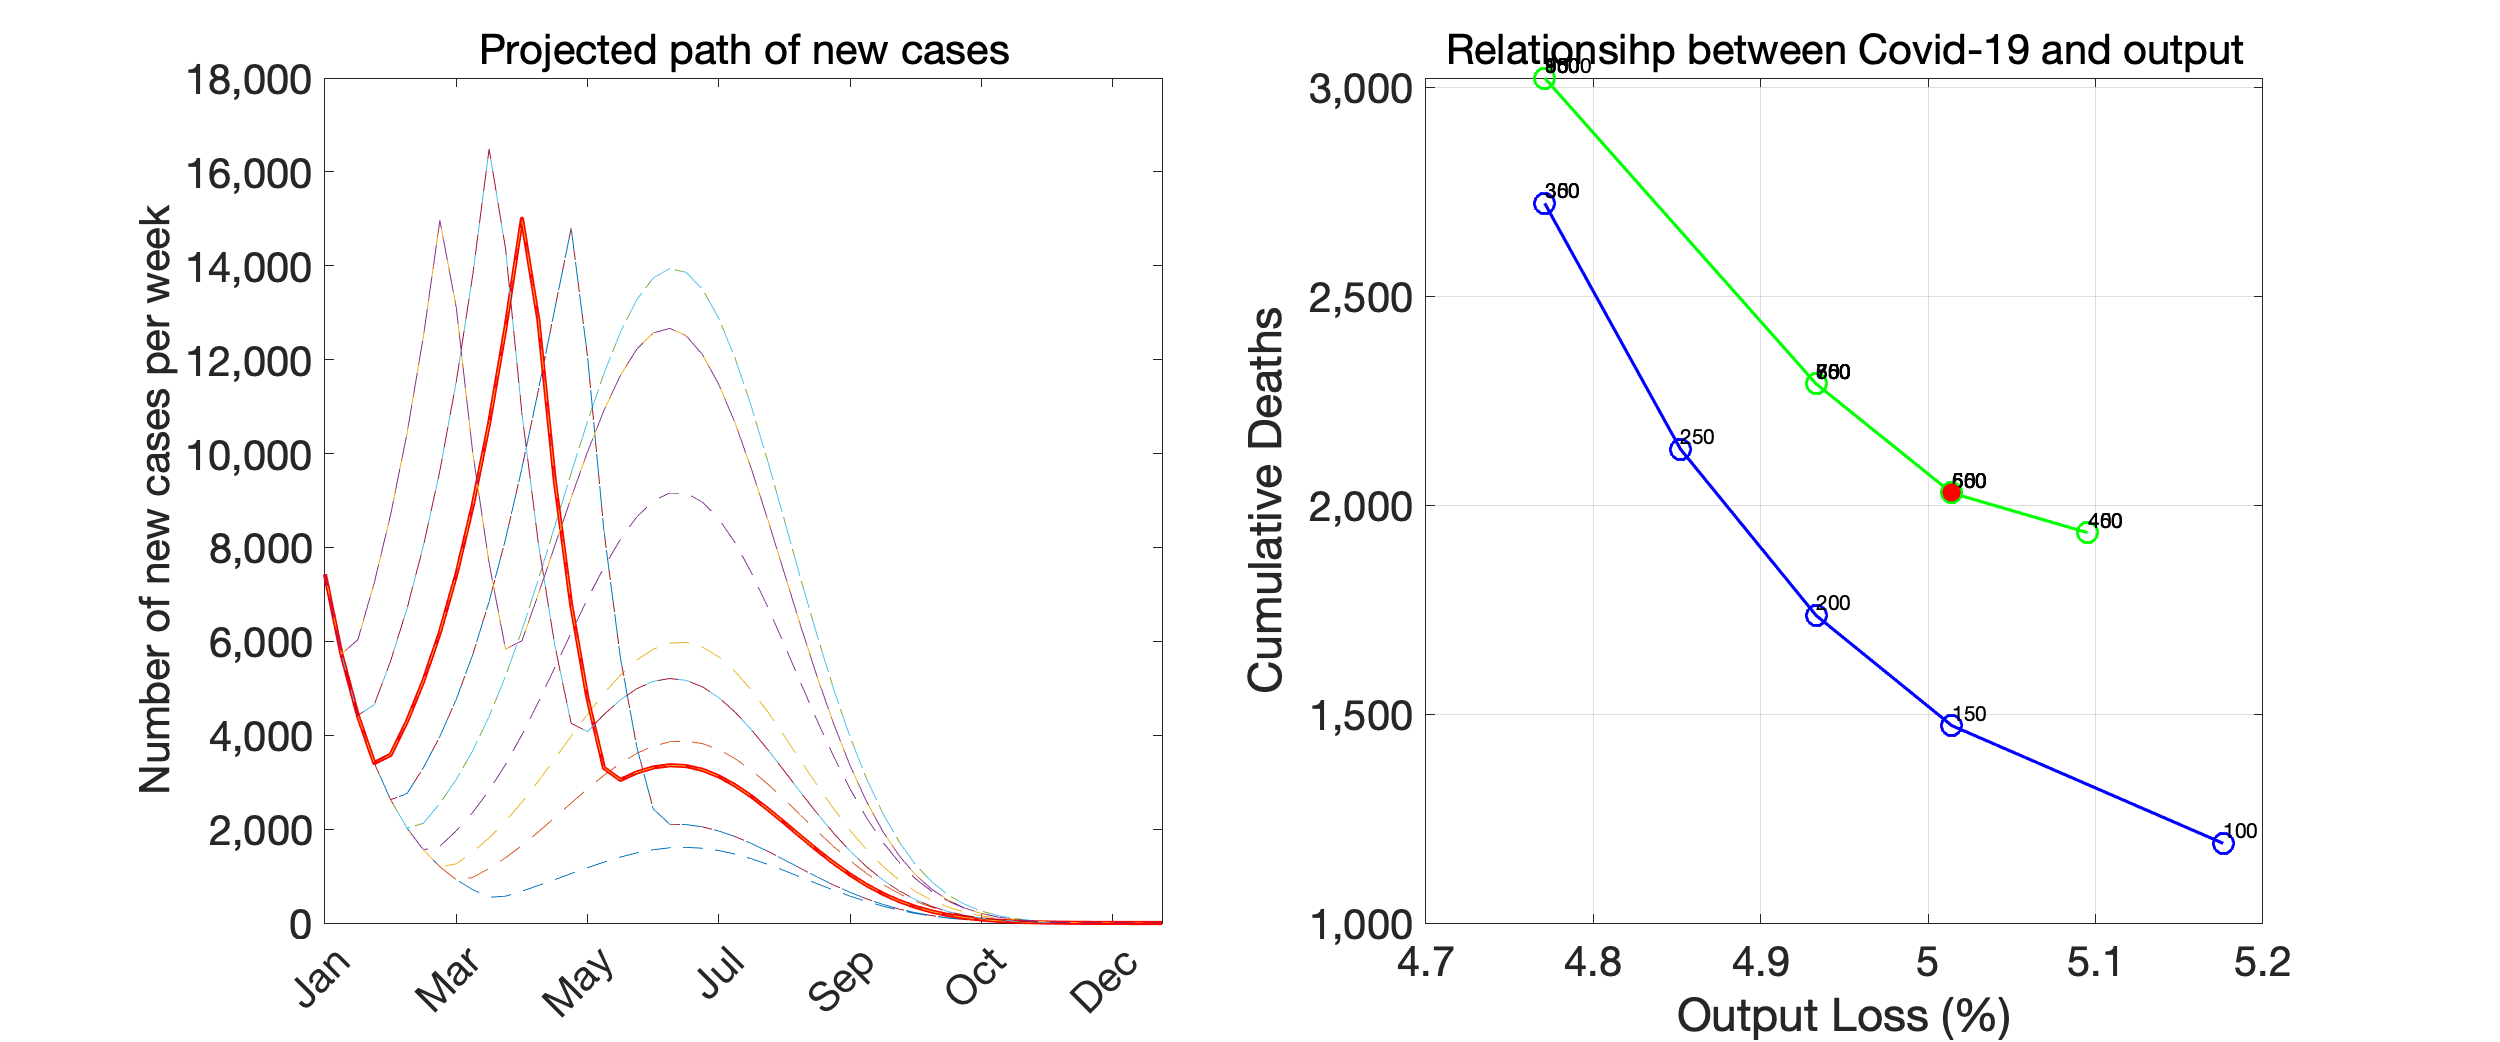 Projected path of new cases
Number of new cases per week
18,000
16,000
14,000
12,000
10,000
8,000
6,000
4,000
2,000
0
Jan
Mar
May
Jul
Sep
Oct
Dec
Relationsihp between Covid-19 and output
Cumulative Deaths
3,000
2,500
2,000
1,500
1,000
250
200
150
100
4.7
4.8
4.9
5
5.1
5.2
Output Loss (%)